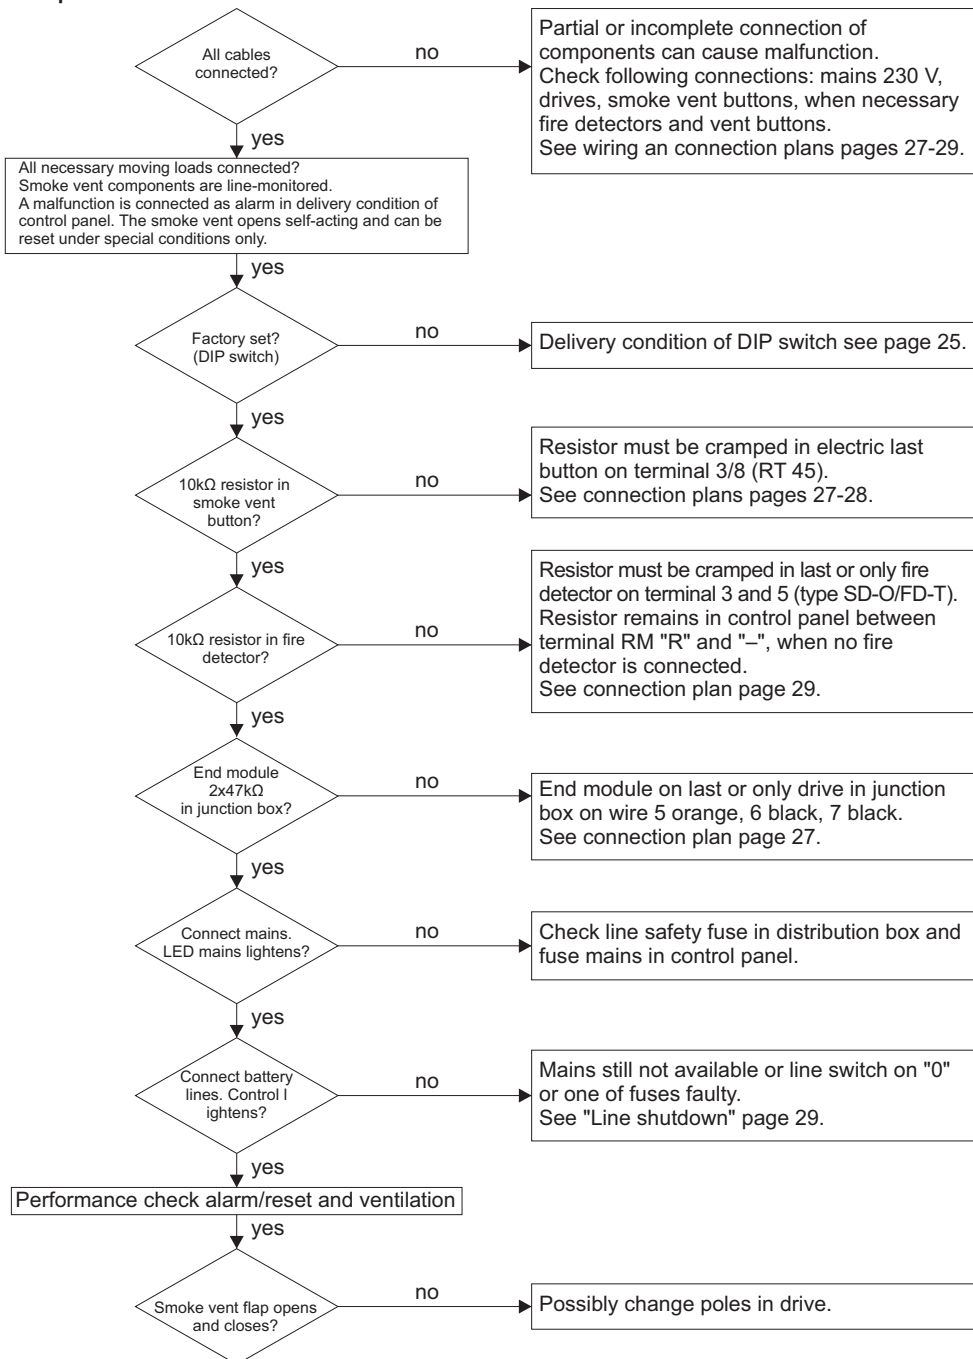 All cables
connected?
no
Partial or incomplete connection of
components can cause malfunction.
Check following connections: mains 230 V,
drives, smoke vent buttons, when necessary
fire detectors and vent buttons.
See wiring an connection plans pages 27-29.
yes
All necessary moving loads connected?
Smoke vent components are line-monitored.
A malfunction is connected as alarm in delivery condition of
control panel. The smoke vent opens self-acting and can be
reset under special conditions only.
yes
Factory set?
(DIP switch)
no
Delivery condition of DIP switch see page 25.
yes
10kΩ resistor in
smoke vent
button?
no
Resistor must be cramped in electric last
button on terminal 3/8 (RT 45).
See connection plans pages 27-28.
yes
10kΩ resistor in fire
detector?
no
Resistor must be cramped in last or only fire
detector on terminal 3 and 5 (type SD-O/FD-T).
Resistor remains in control panel between
terminal RM "R" and "–", when no fire
detector is connected.
See connection plan page 29.
yes
End module
2x47kΩ
in junction box?
no
End module on last or only drive in junction
box on wire 5 orange, 6 black, 7 black.
See connection plan page 27.
yes
Connect mains.
LED mains lightens?
no
Check line safety fuse in distribution box and
fuse mains in control panel.
yes
Connect battery
lines. Control l
ightens?
no
Mains still not available or line switch on "0"
or one of fuses faulty.
See "Line shutdown" page 29.
yes
Performance check alarm/reset and ventilation
yes
Smoke vent flap opens
and closes?
no
Possibly change poles in drive.